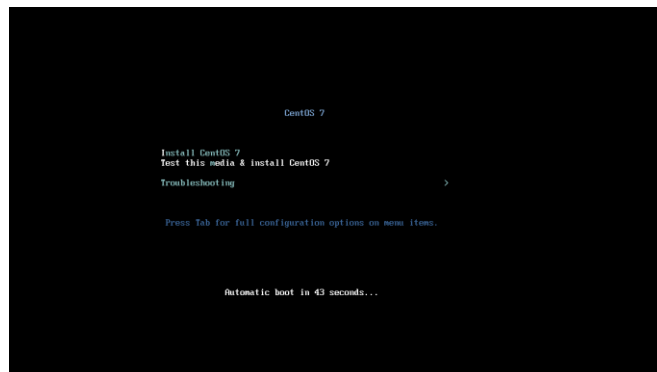 CentOS 7
Install CentOS 7
Test this media & install CentOS 7
Troubleshooting >
Press Tab for full configuration options on menu items.
Automatic boot in 43 seconds...